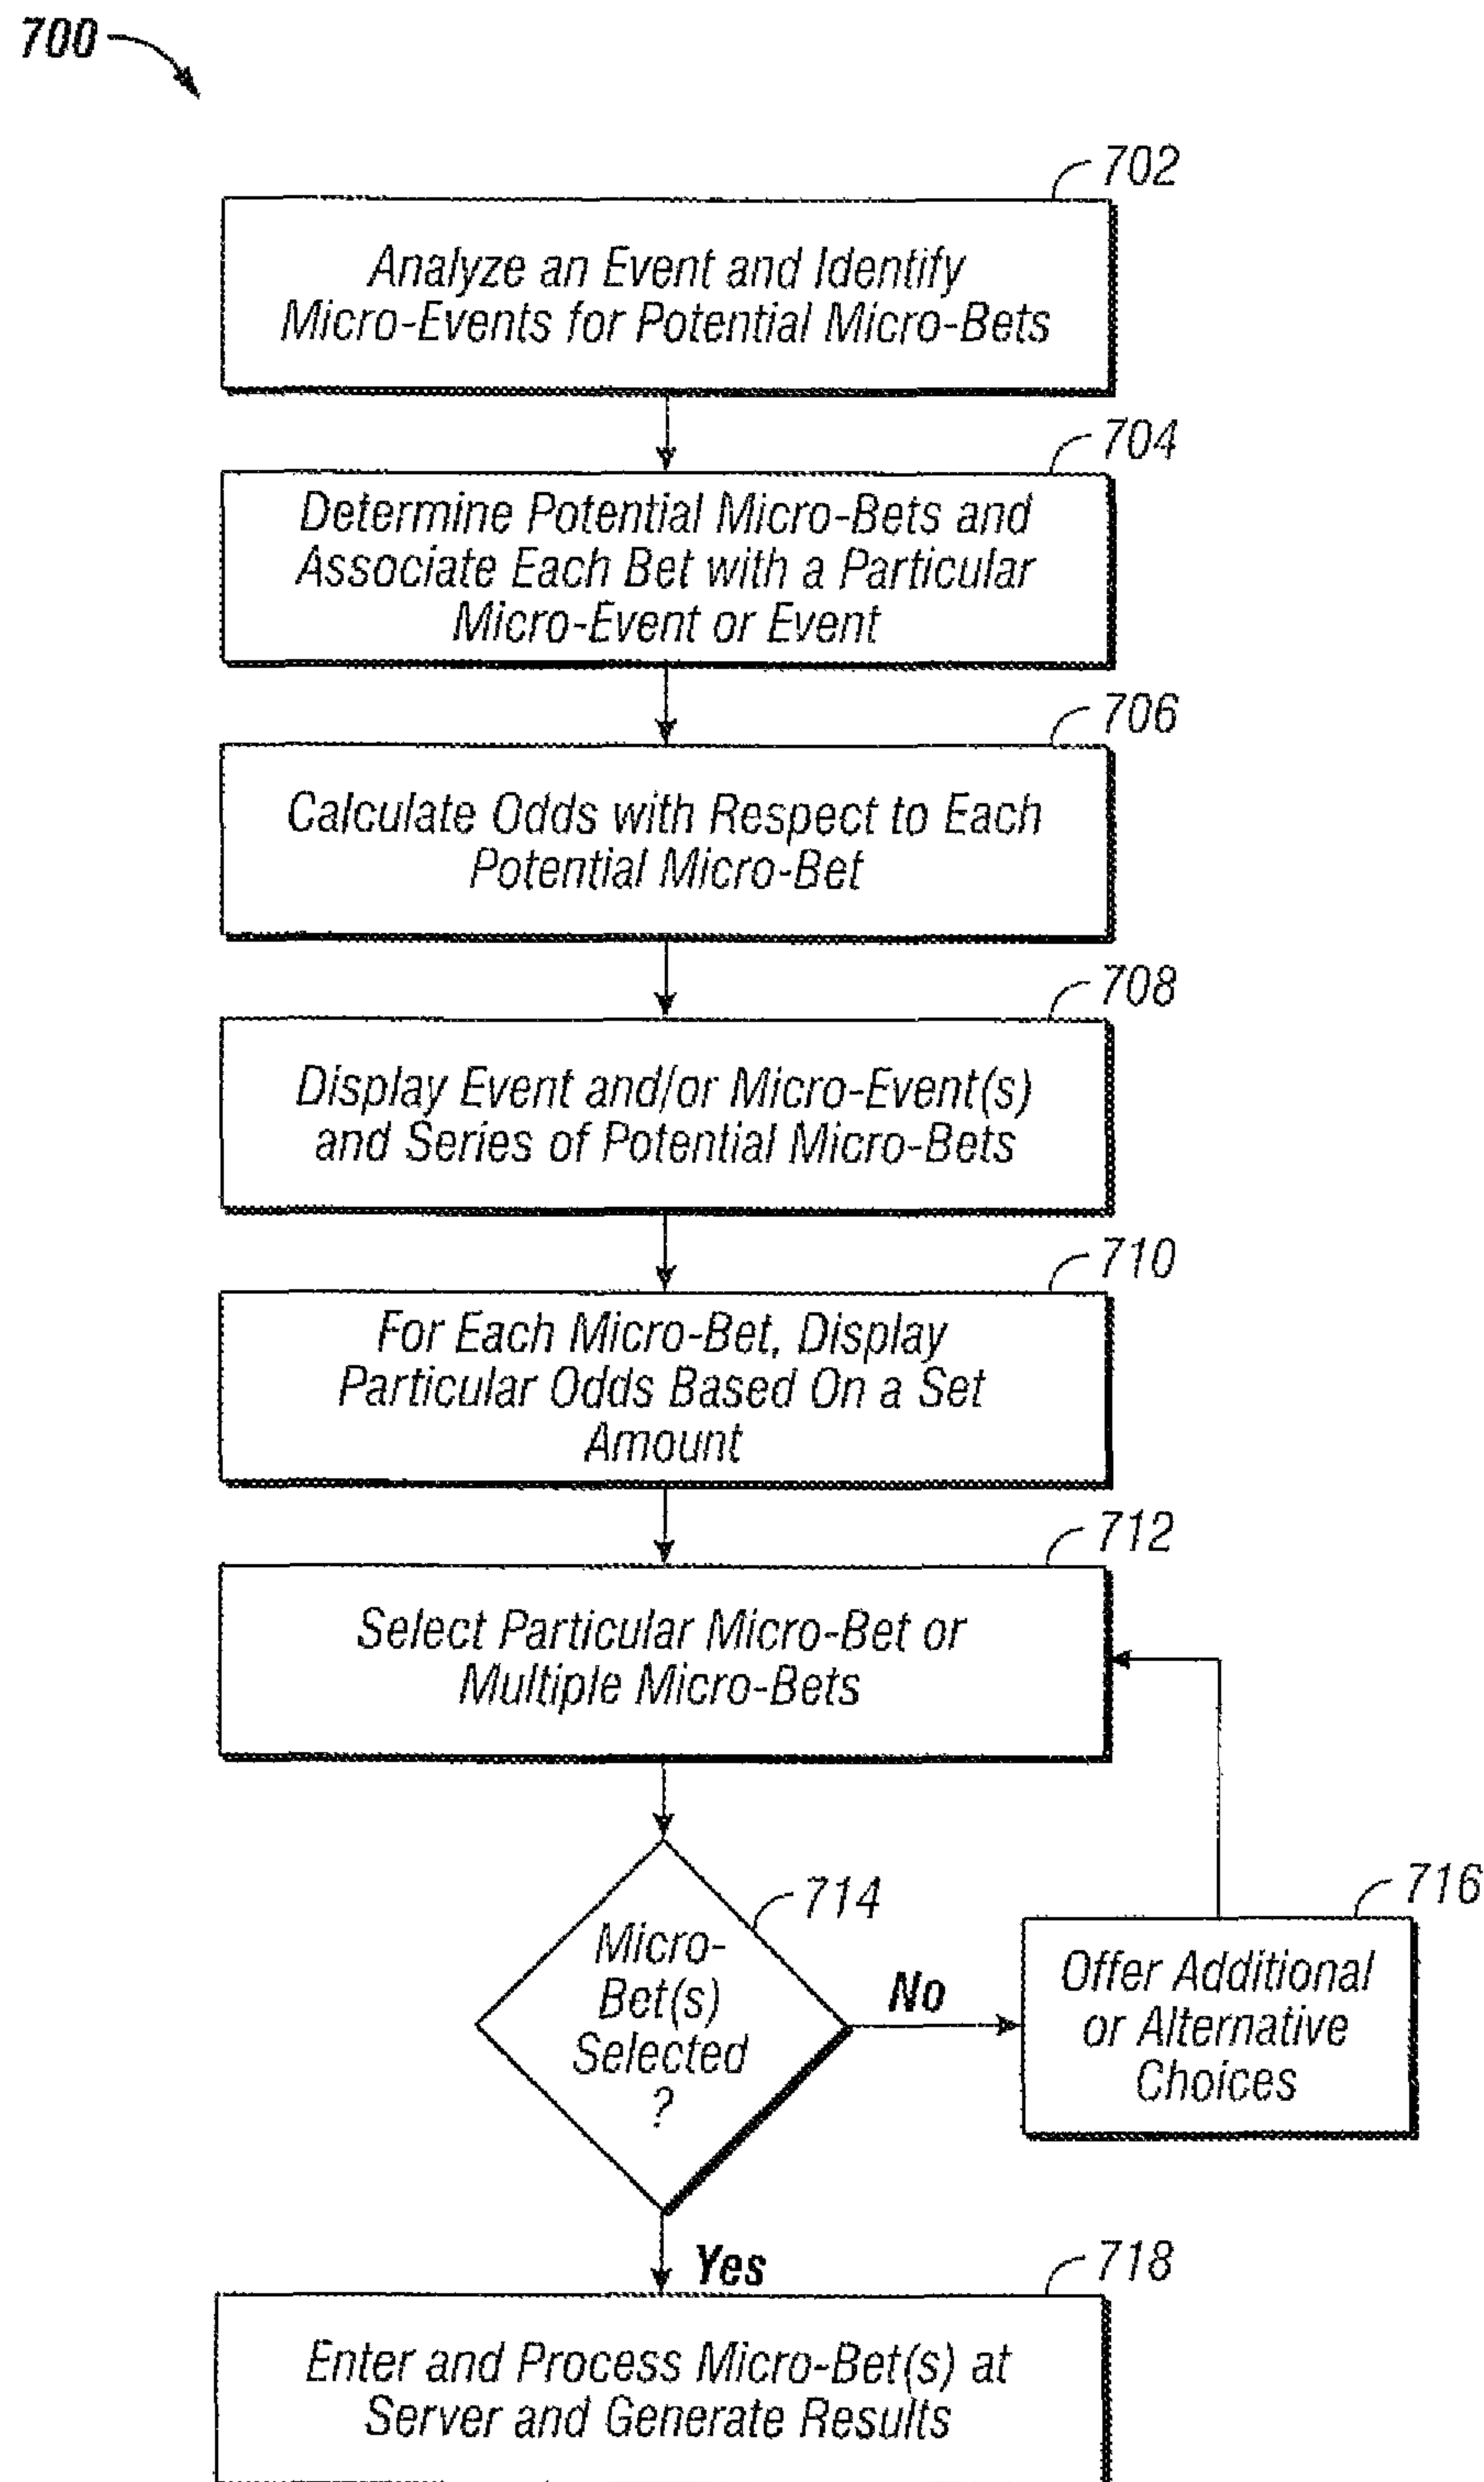 700
702
Analyze an Event and Identify
Micro-Events for Potential Micro-Bets
704
Determine Potential Micro-Bets and
Associate Each Bet with a Particular
Micro-Event or Event
706
Calculate Odds with Respect to Each
Potential Micro-Bet
708
Display Event and/or Micro-Event(s)
and Series of Potential Micro-Bets
710
For Each Micro-Bet, Display
Particular Odds Based On a Set
Amount
712
Select Particular Micro-Bet or
Multiple Micro-Bets
714
Micro-
Bet(s)
Selected
?
No
716
Offer Additional
or Alternative
Choices
Yes
718
Enter and Process Micro-Bet(s) at
Server and Generate Results